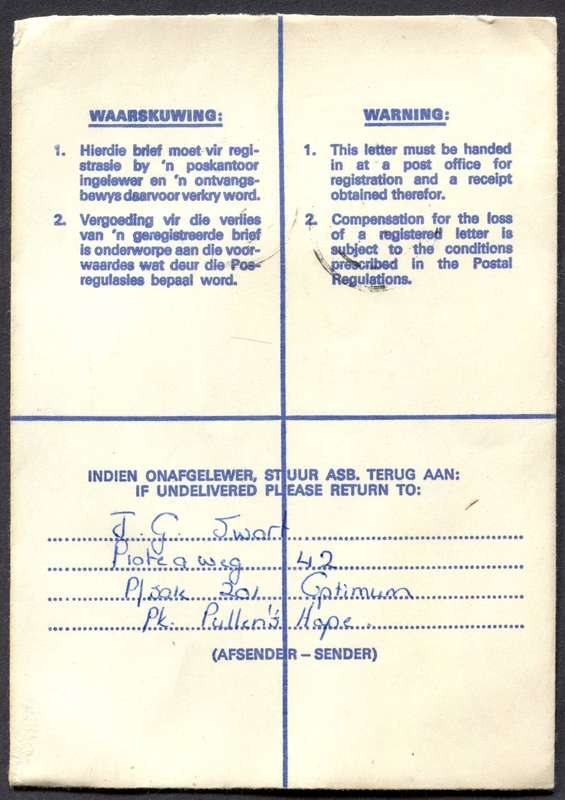 WAARSKUWING:
1. Hierdie brief moet vir regi-
strasie by 'n poskantoor
ingelewer en 'n ontvangs-
bewys daarvoor verkry word.
2. Vergoeding vir die verlies
van 'n geregistreerde brief
is onderworpe aan die voor-
waardes wat deur die Pos-
regulasies bepaal word.
WARNING:
1. This letter must be handed
in at a post office for
registration and a receipt
obtained therefor.
2. Compensation for the loss
of a registered letter is
subject to the conditions
prescribed in the Postal
Regulations.
INDIEN ONAFGELEWER, STUUR ASB. TERUG AAN:
IF UNDELIVERED PLEASE RETURN TO:
J. G. Swart
Proteaweg 42
P/sak 201 Optimum
Pk. Pullen's Hope.
(AFSENDER – SENDER)